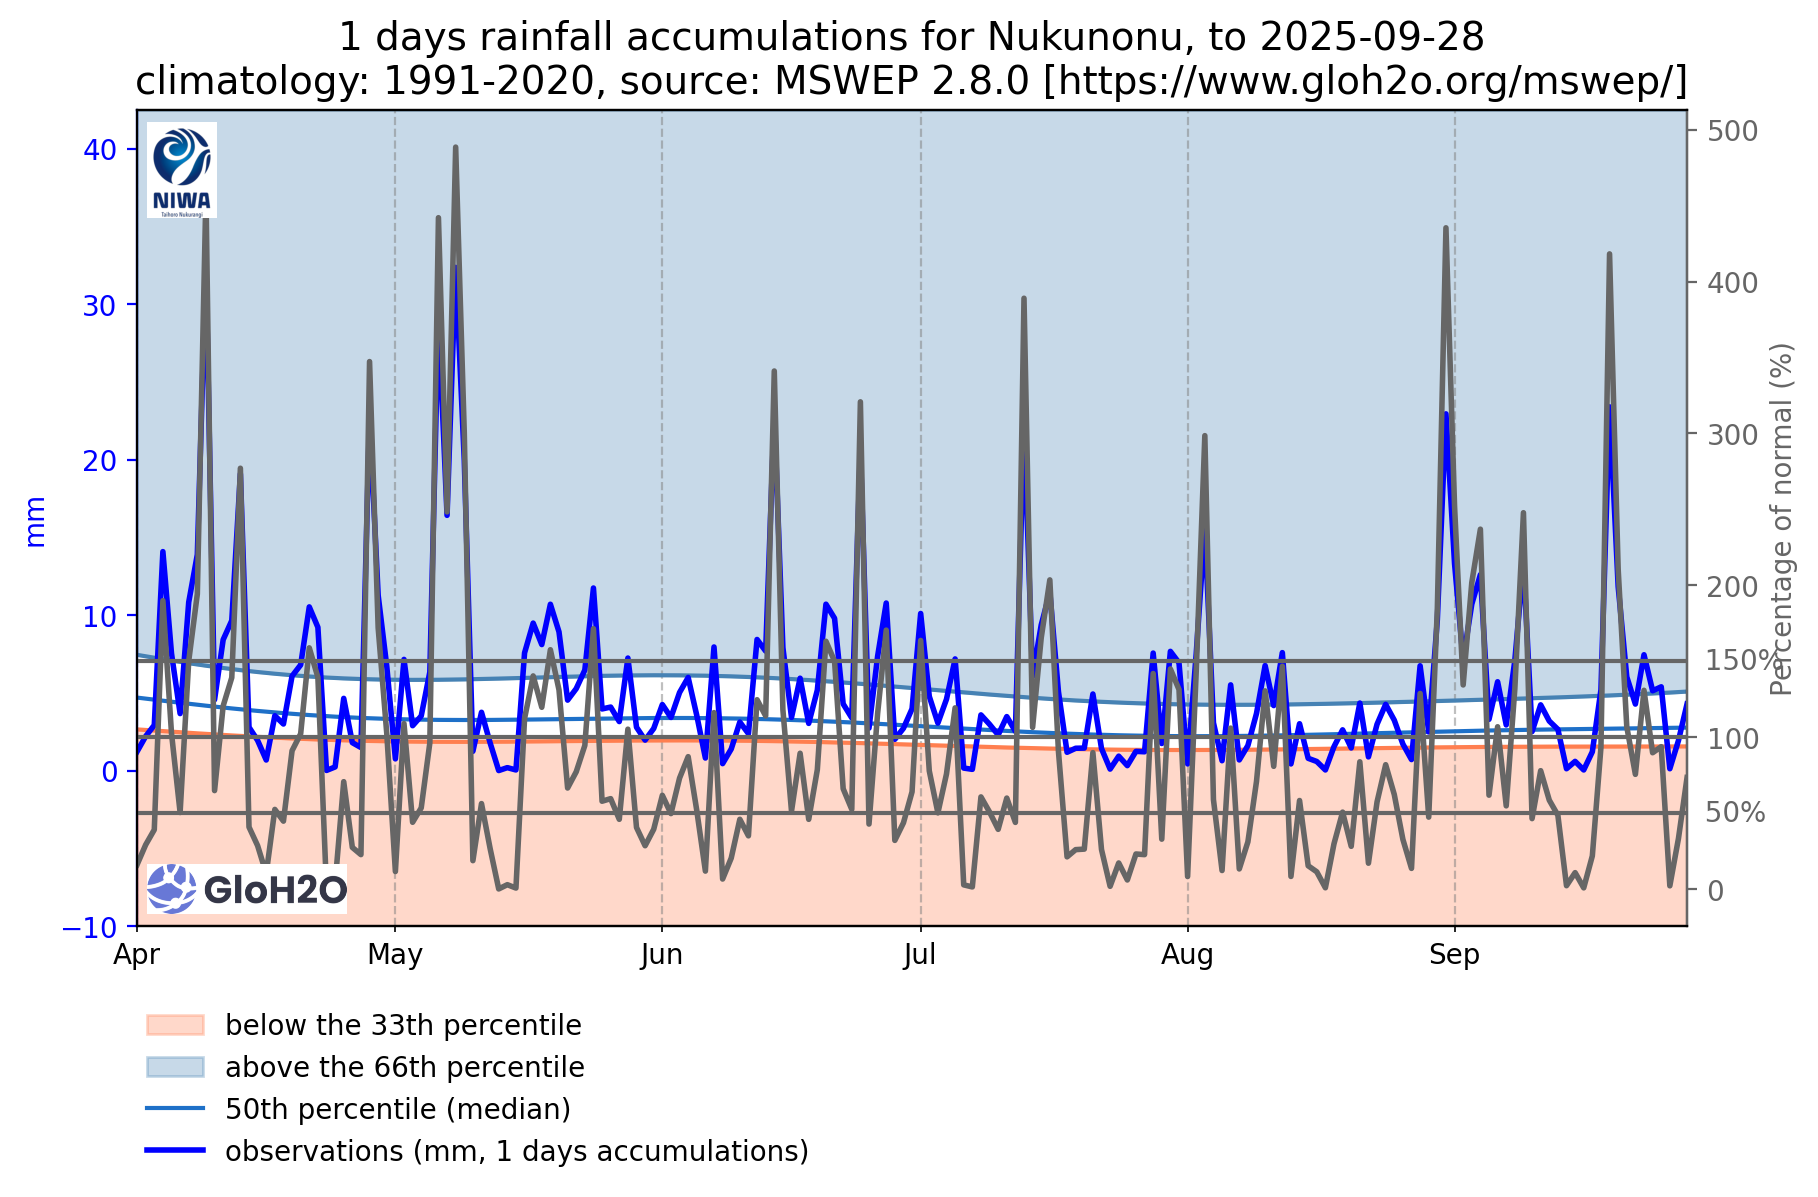 1 days rainfall accumulations for Nukunonu, to 2025-09-28
climatology: 1991-2020, source: MSWEP 2.8.0 [https://www.gloh2o.org/mswep/]
40
30
20
10
0
−10
mm
NIWA
Taihoro Nukurangi
GloH2O
500
400
300
200
150%
100
50%
0
Percentage of normal (%)
Apr
May
Jun
Jul
Aug
Sep
below the 33th percentile
above the 66th percentile
50th percentile (median)
observations (mm, 1 days accumulations)